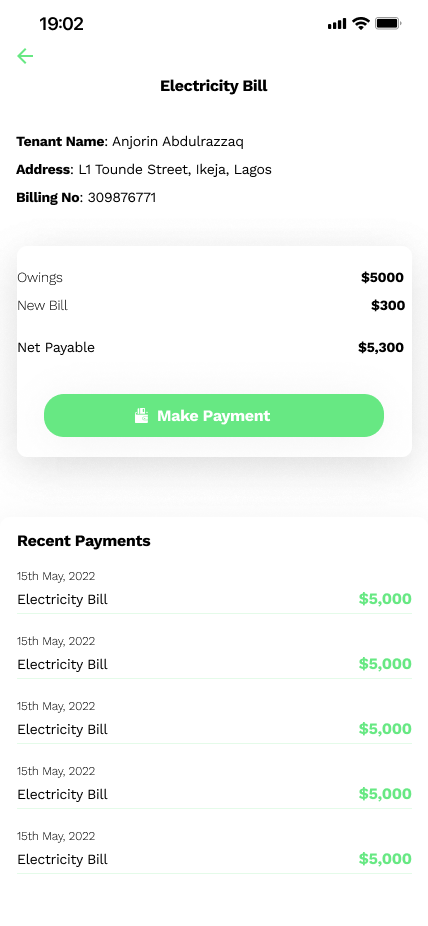 19:02
Electricity Bill
Tenant Name: Anjorin Abdulrazzaq
Address: L1 Tounde Street, Ikeja, Lagos
Billing No: 309876771
Owings $5000
New Bill $300
Net Payable $5,300
Make Payment
Recent Payments
15th May, 2022
Electricity Bill $5,000
15th May, 2022
Electricity Bill $5,000
15th May, 2022
Electricity Bill $5,000
15th May, 2022
Electricity Bill $5,000
15th May, 2022
Electricity Bill $5,000